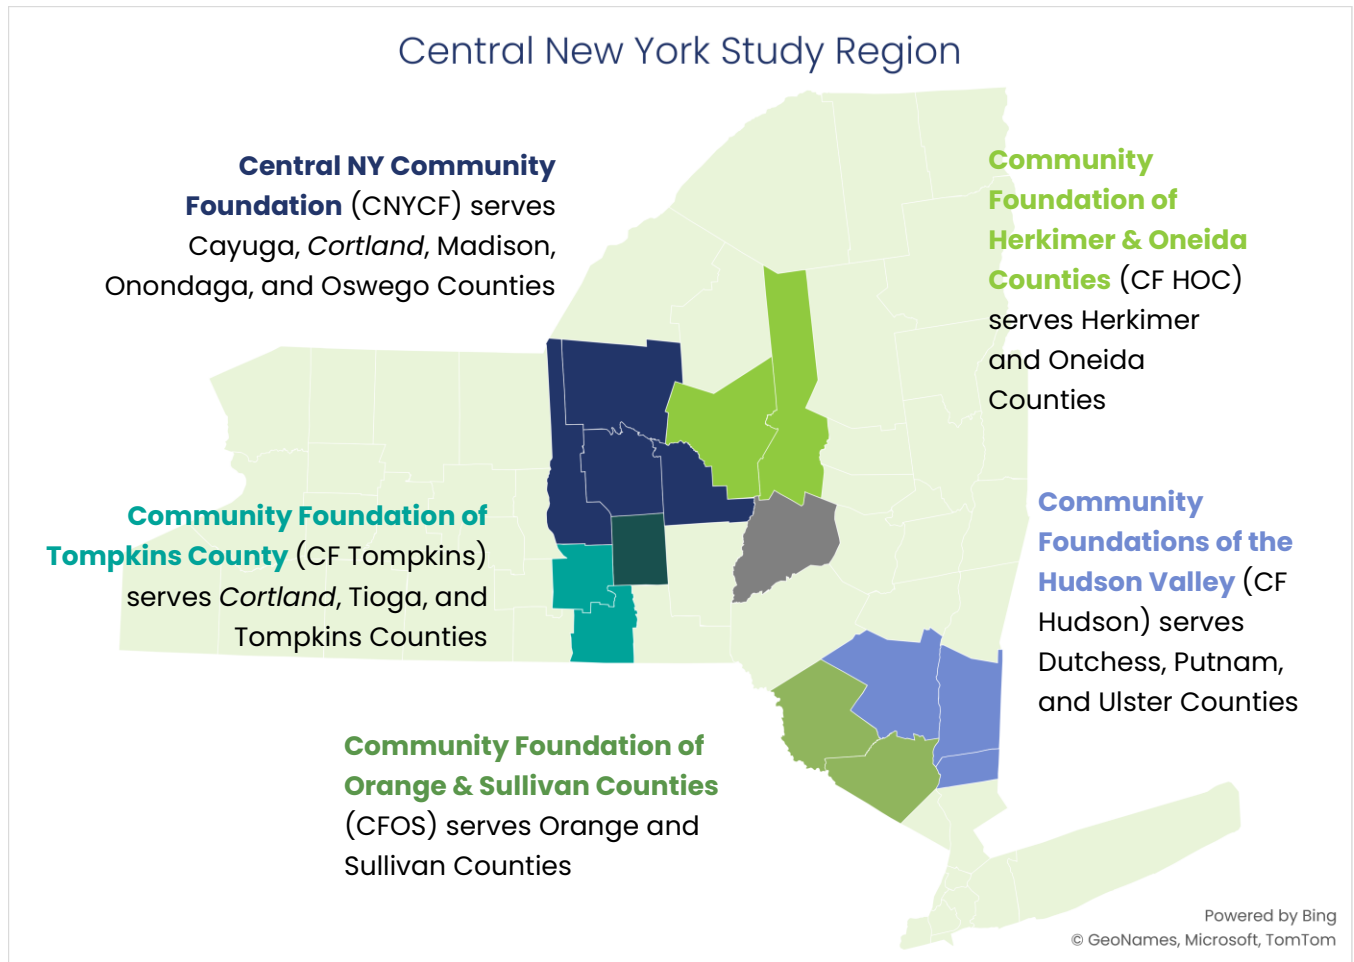 Central New York Study Region
Central NY Community
Foundation (CNYCF) serves
Cayuga, Cortland, Madison,
Onondaga, and Oswego Counties
Community
Foundation of
Herkimer & Oneida
Counties (CF HOC)
serves Herkimer
and Oneida
Counties
Community Foundation of
Tompkins County (CF Tompkins)
serves Cortland, Tioga, and
Tompkins Counties
Community
Foundations of the
Hudson Valley (CF
Hudson) serves
Dutchess, Putnam,
and Ulster Counties
Community Foundation of
Orange & Sullivan Counties
(CFOS) serves Orange and
Sullivan Counties
Powered by Bing
© GeoNames, Microsoft, TomTom